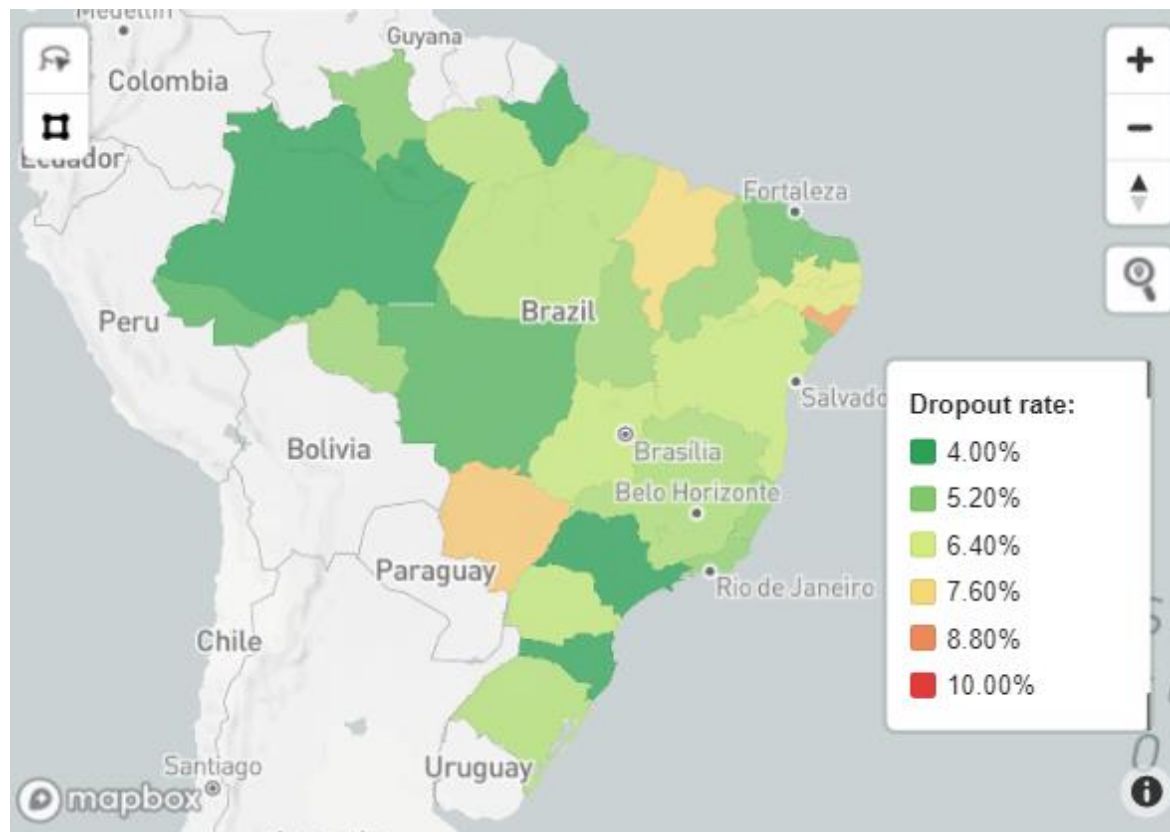 Medellín
Guyana
Colombia
Ecuador
Fortaleza
Peru
Brazil
Salvado
Brasília
Bolivia
Belo Horizonte
Paraguay
Rio de Janeiro
Chile
Santiago
Uruguay
mapbox
Dropout rate:
4.00%
5.20%
6.40%
7.60%
8.80%
10.00%